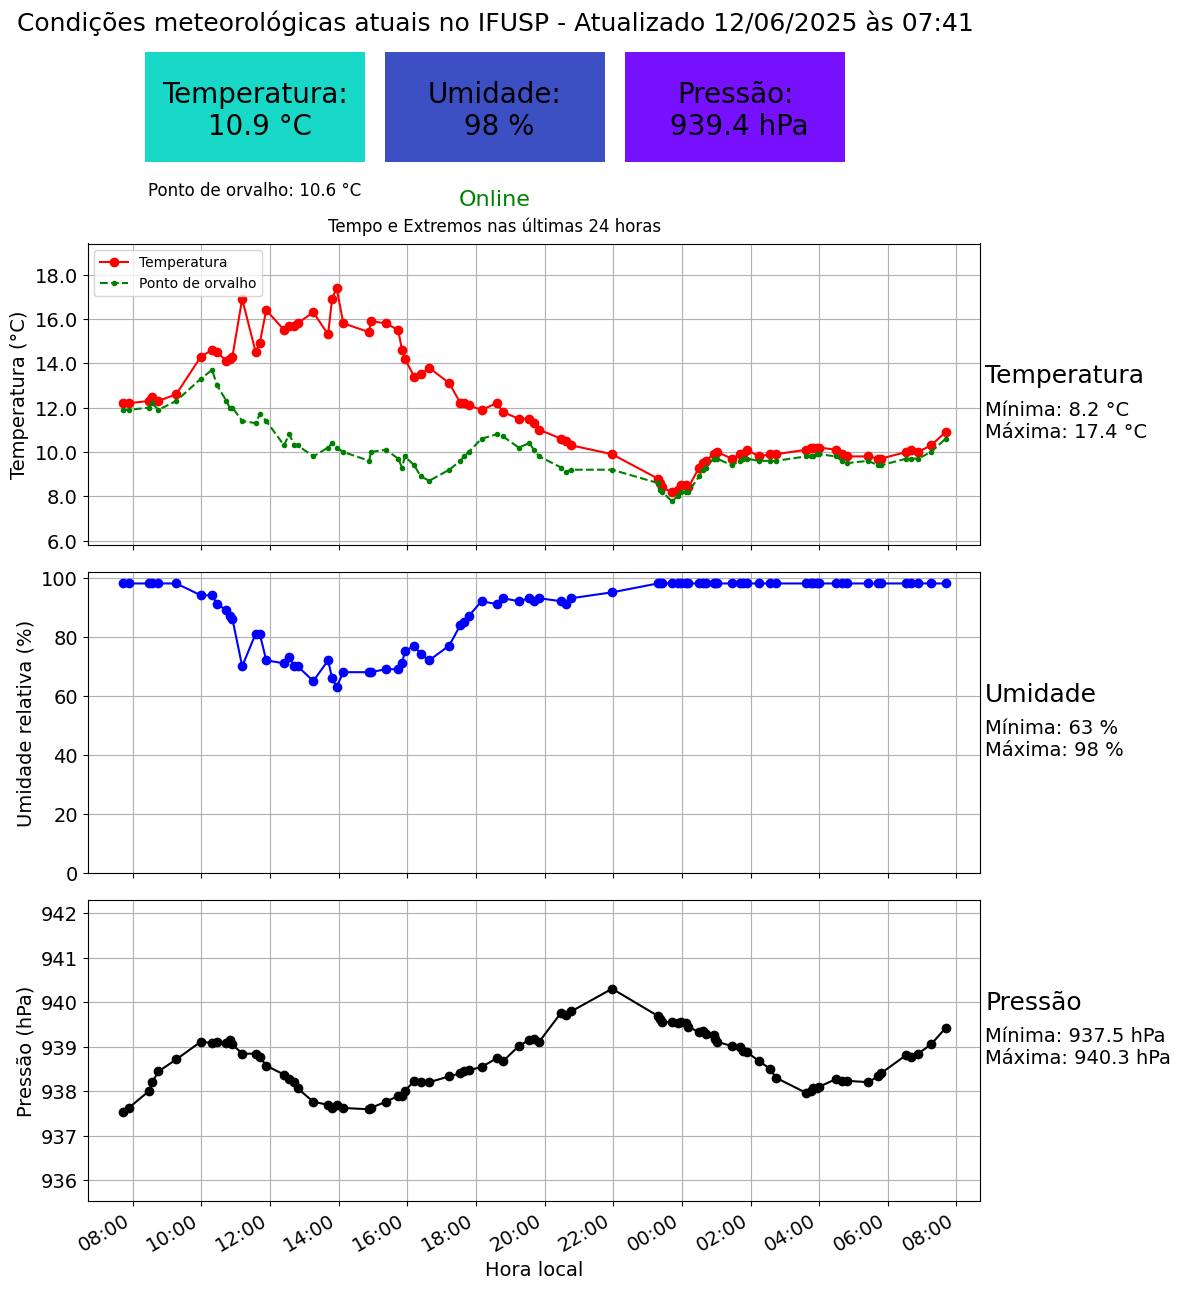 Condições meteorológicas atuais no IFUSP - Atualizado 12/06/2025 às 07:41
Temperatura:
10.9 °C
Umidade:
98 %
Pressão:
939.4 hPa
Ponto de orvalho: 10.6 °C
Online
Tempo e Extremos nas últimas 24 horas
Temperatura
Ponto de orvalho
Temperatura (°C)
18.0
16.0
14.0
12.0
10.0
8.0
6.0
Temperatura
Mínima: 8.2 °C
Máxima: 17.4 °C
Umidade relativa (%)
100
80
60
40
20
0
Umidade
Mínima: 63 %
Máxima: 98 %
Pressão (hPa)
942
941
940
939
938
937
936
Pressão
Mínima: 937.5 hPa
Máxima: 940.3 hPa
08:00
10:00
12:00
14:00
16:00
18:00
20:00
22:00
00:00
02:00
04:00
06:00
08:00
Hora local